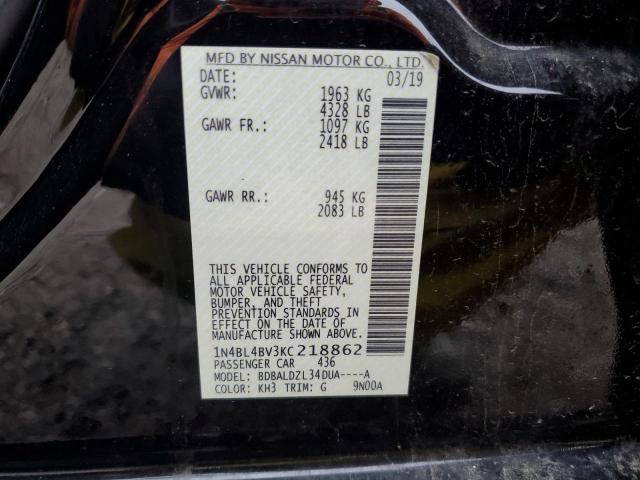 MFD BY NISSAN MOTOR CO., LTD.
DATE: 03/19
GVWR: 1963 KG
4328 LB
GAWR FR.: 1097 KG
2418 LB
GAWR RR.: 945 KG
2083 LB
THIS VEHICLE CONFORMS TO
ALL APPLICABLE FEDERAL
MOTOR VEHICLE SAFETY,
BUMPER, AND THEFT
PREVENTION STANDARDS IN
EFFECT ON THE DATE OF
MANUFACTURE SHOWN ABOVE.
1N4BL4BV3KC218862
PASSENGER CAR 436
MODEL: BDBALDZL34DUA----A
COLOR: KH3 TRIM: G 9N00A